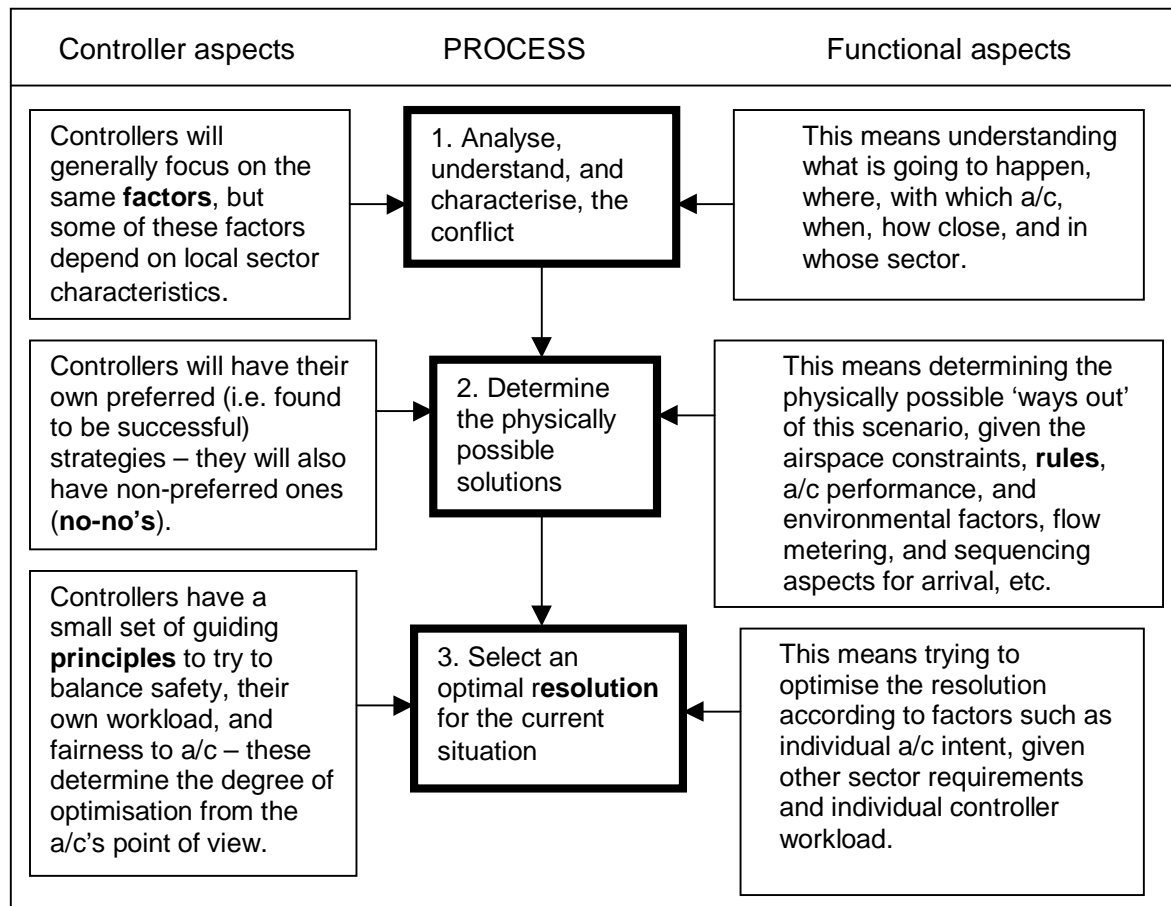 Controller aspects
PROCESS
Functional aspects
Controllers will
generally focus on the
same factors, but
some of these factors
depend on local sector
characteristics.
1. Analyse,
understand, and
characterise, the
conflict
This means understanding
what is going to happen,
where, with which a/c,
when, how close, and in
whose sector.
Controllers will have their
own preferred (i.e. found
to be successful)
strategies – they will also
have non-preferred ones
(no-no’s).
2. Determine
the physically
possible
solutions
This means determining the
physically possible ‘ways out’
of this scenario, given the
airspace constraints, rules,
a/c performance, and
environmental factors, flow
metering, and sequencing
aspects for arrival, etc.
Controllers have a
small set of guiding
principles to try to
balance safety, their
own workload, and
fairness to a/c – these
determine the degree of
optimisation from the
a/c’s point of view.
3. Select an
optimal resolution
for the current
situation
This means trying to
optimise the resolution
according to factors such as
individual a/c intent, given
other sector requirements
and individual controller
workload.